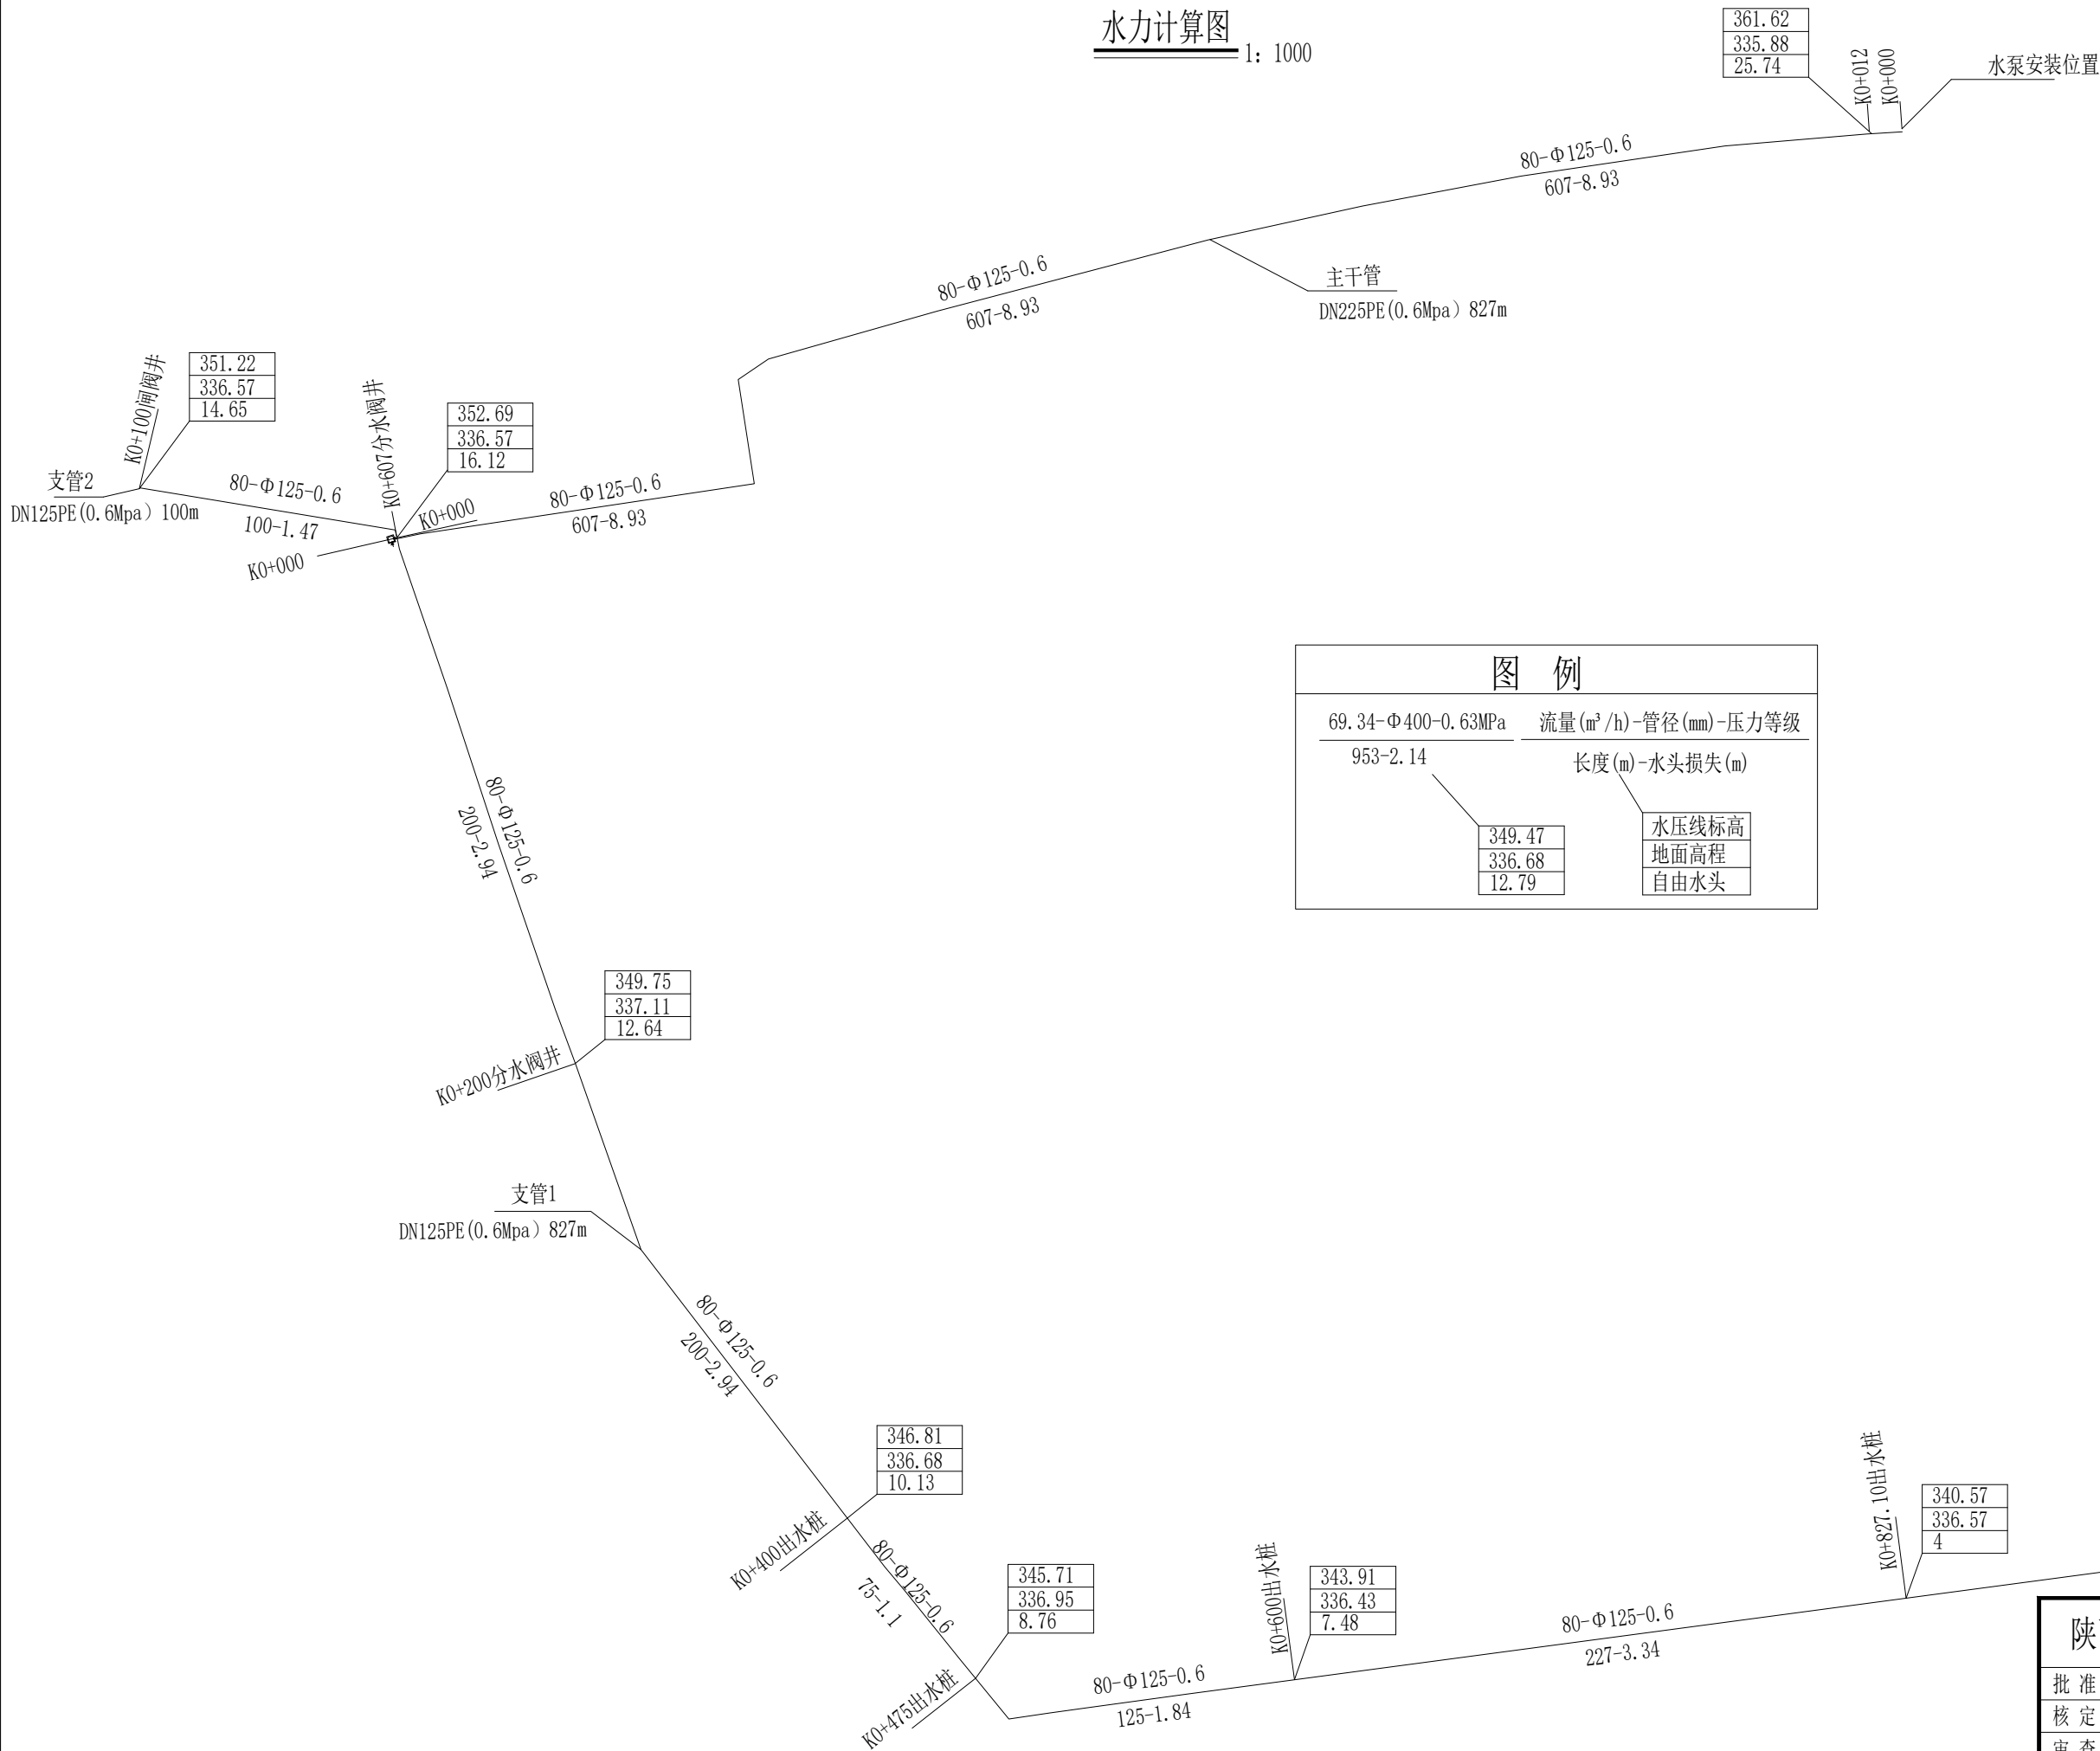 水力计算图
1: 1000
361.62
335.88
25.74
K0+012
K0+000
水泵安装位置
80-Φ125-0.6
607-8.93
主干管
DN225PE(0.6Mpa) 827m
80-Φ125-0.6
607-8.93
K0+100闸阀井
351.22
336.57
14.65
支管2
DN125PE(0.6Mpa) 100m
80-Φ125-0.6
100-1.47
K0+607分水阀井
352.69
336.57
16.12
K0+000
K0+000
80-Φ125-0.6
607-8.93
图 例
69.34-Φ400-0.63MPa
953-2.14
流量(m³/h)-管径(mm)-压力等级
长度(m)-水头损失(m)
349.47
336.68
12.79
水压线标高
地面高程
自由水头
80-Φ125-0.6
200-2.94
349.75
337.11
12.64
K0+200分水阀井
支管1
DN125PE(0.6Mpa) 827m
80-Φ125-0.6
200-2.94
346.81
336.68
10.13
K0+400出水桩
80-Φ125-0.6
75-1.1
345.71
336.95
8.76
K0+475出水桩
80-Φ125-0.6
125-1.84
K0+600出水桩
343.91
336.43
7.48
80-Φ125-0.6
227-3.34
K0+827.10出水桩
340.57
336.57
4
陕
批 准
核 定
审 查